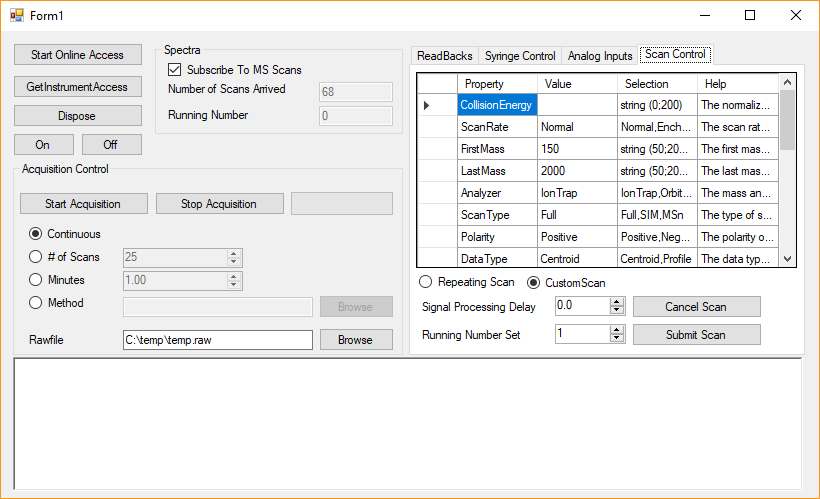 Form1
Start Online Access
GetInstrumentAccess
Dispose
On Off
Spectra
Subscribe To MS Scans
Number of Scans Arrived 68
Running Number 0
Acquisition Control
Start Acquisition Stop Acquisition
Continuous
# of Scans 25
Minutes 1.00
Method Browse
Rawfile C:\temp\temp.raw Browse
ReadBacks Syringe Control Analog Inputs Scan Control
Property Value Selection Help
CollisionEnergy string (0;200) The normaliz...
ScanRate Normal Normal,Ench... The scan rat...
FirstMass 150 string (50;20... The first mas...
LastMass 2000 string (50;20... The last mas...
Analyzer IonTrap IonTrap,Orbit... The mass an...
ScanType Full Full,SIM,MSn The type of s...
Polarity Positive Positive,Neg... The polarity o...
DataType Centroid Centroid,Profile The data typ...
Repeating Scan CustomScan
Signal Processing Delay 0.0 Cancel Scan
Running Number Set 1 Submit Scan